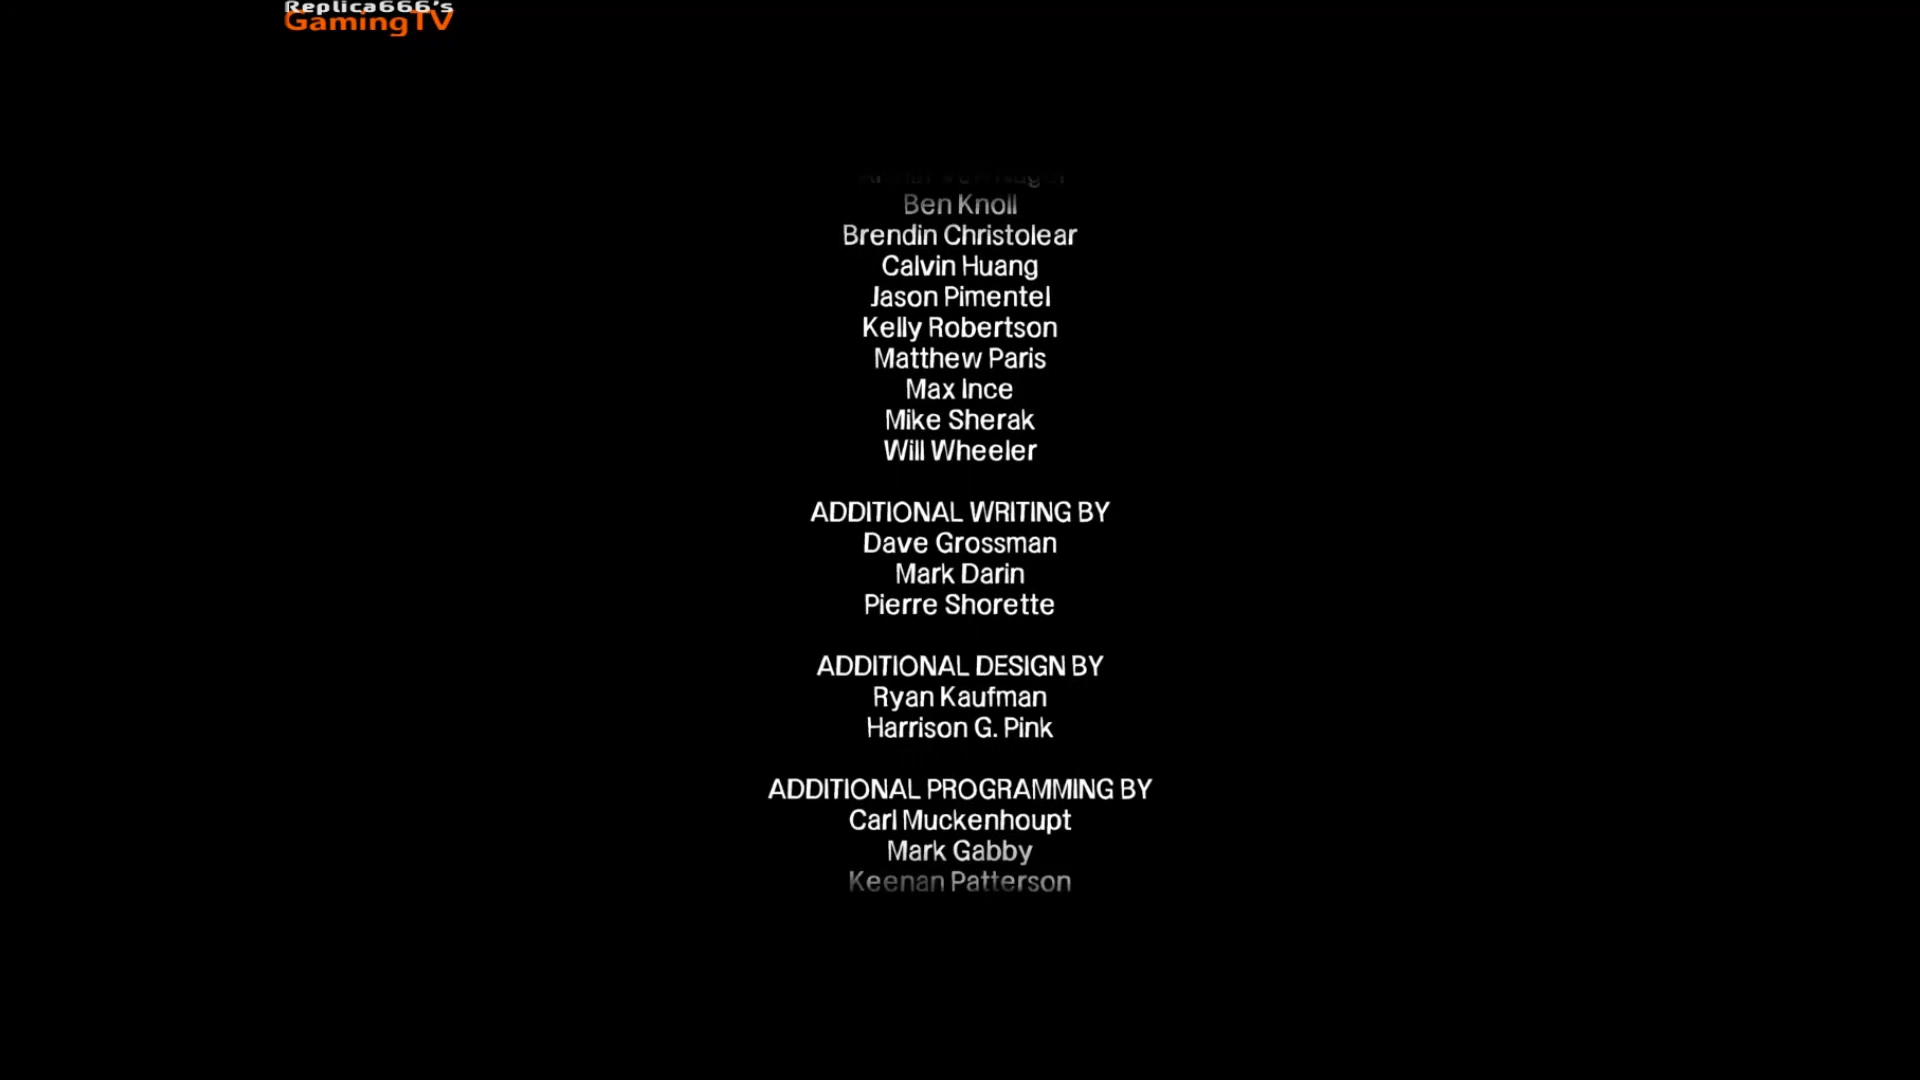 Replica666's
GamingTV
Ben Knoll
Brendin Christolear
Calvin Huang
Jason Pimentel
Kelly Robertson
Matthew Paris
Max Ince
Mike Sherak
Will Wheeler
ADDITIONAL WRITING BY
Dave Grossman
Mark Darin
Pierre Shorette
ADDITIONAL DESIGN BY
Ryan Kaufman
Harrison G. Pink
ADDITIONAL PROGRAMMING BY
Carl Muckenhoupt
Mark Gabby
Keenan Patterson